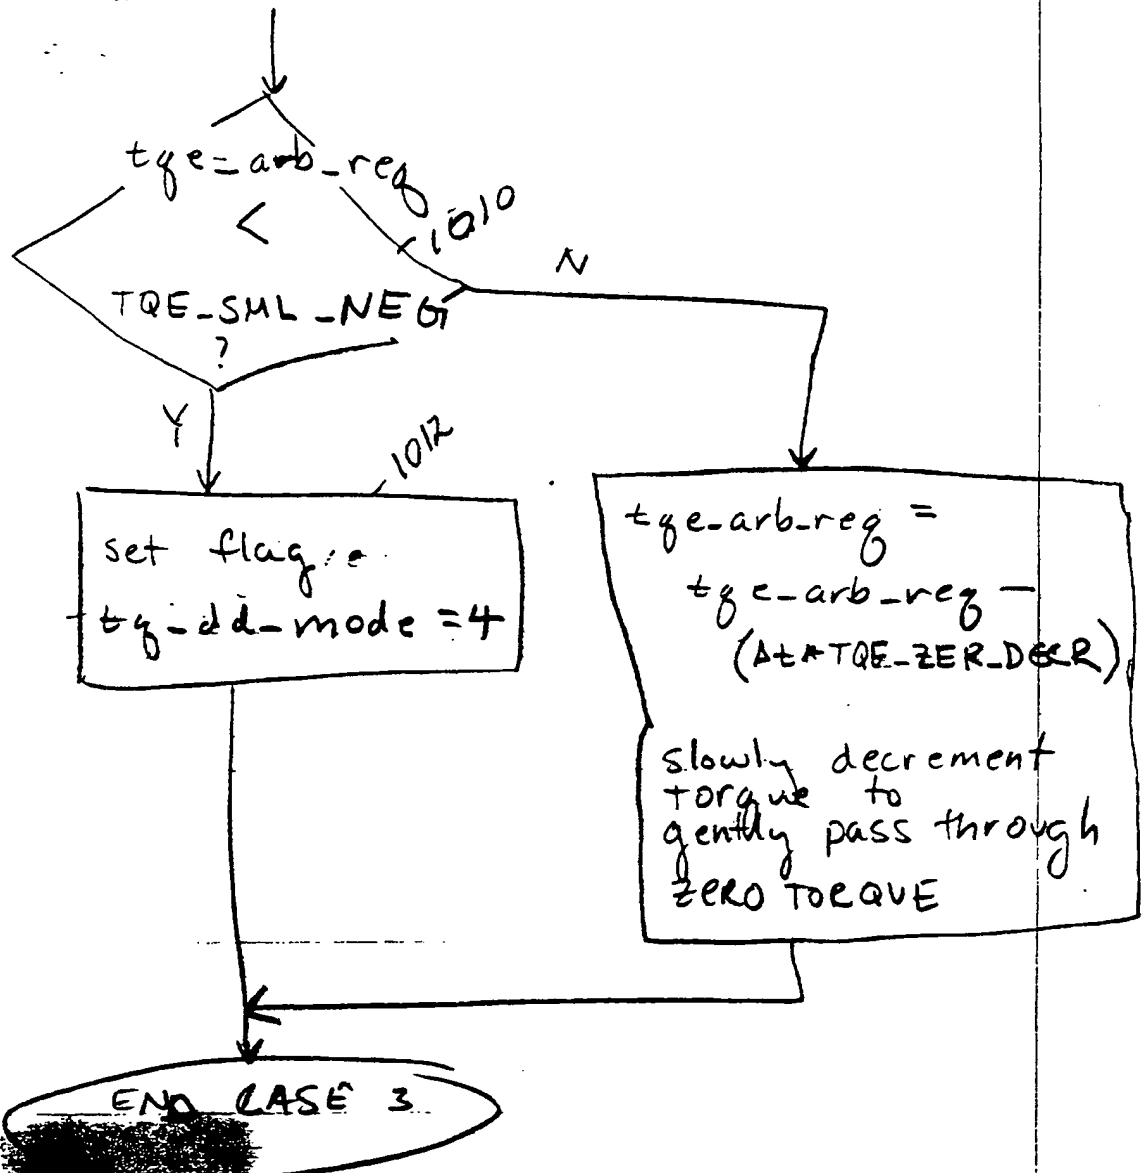 tqe_arb_req
<
1010
N
TQE_SML_NEG
?
Y
1012
set flag
tq_dd_mode = 4
tqe_arb_req =
tqe_arb_req —
(Δt*TQE_ZER_DECR)
slowly decrement
torque to
gently pass through
ZERO TORQUE
END CASE 3